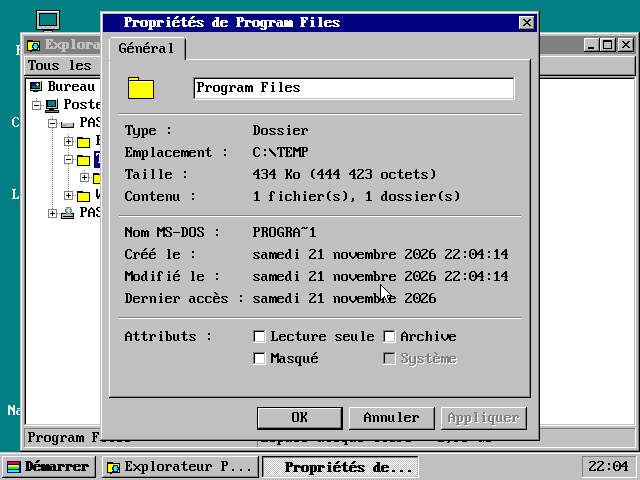 Propriétés de Program Files
Explora
Général
Tous les
Program Files
Bureau
Poste
PAS
Type : Dossier
Emplacement : C:\TEMP
Taille : 434 Ko (444 423 octets)
Contenu : 1 fichier(s), 1 dossier(s)
PAS
Nom MS-DOS : PROGRA~1
Créé le : samedi 21 novembre 2026 22:04:14
Modifié le : samedi 21 novembre 2026 22:04:14
Dernier accès : samedi 21 novembre 2026
Attributs : Lecture seule Archive
Masqué Système
OK Annuler Appliquer
Program F
Démarrer Explorateur P... Propriétés de... 22:04